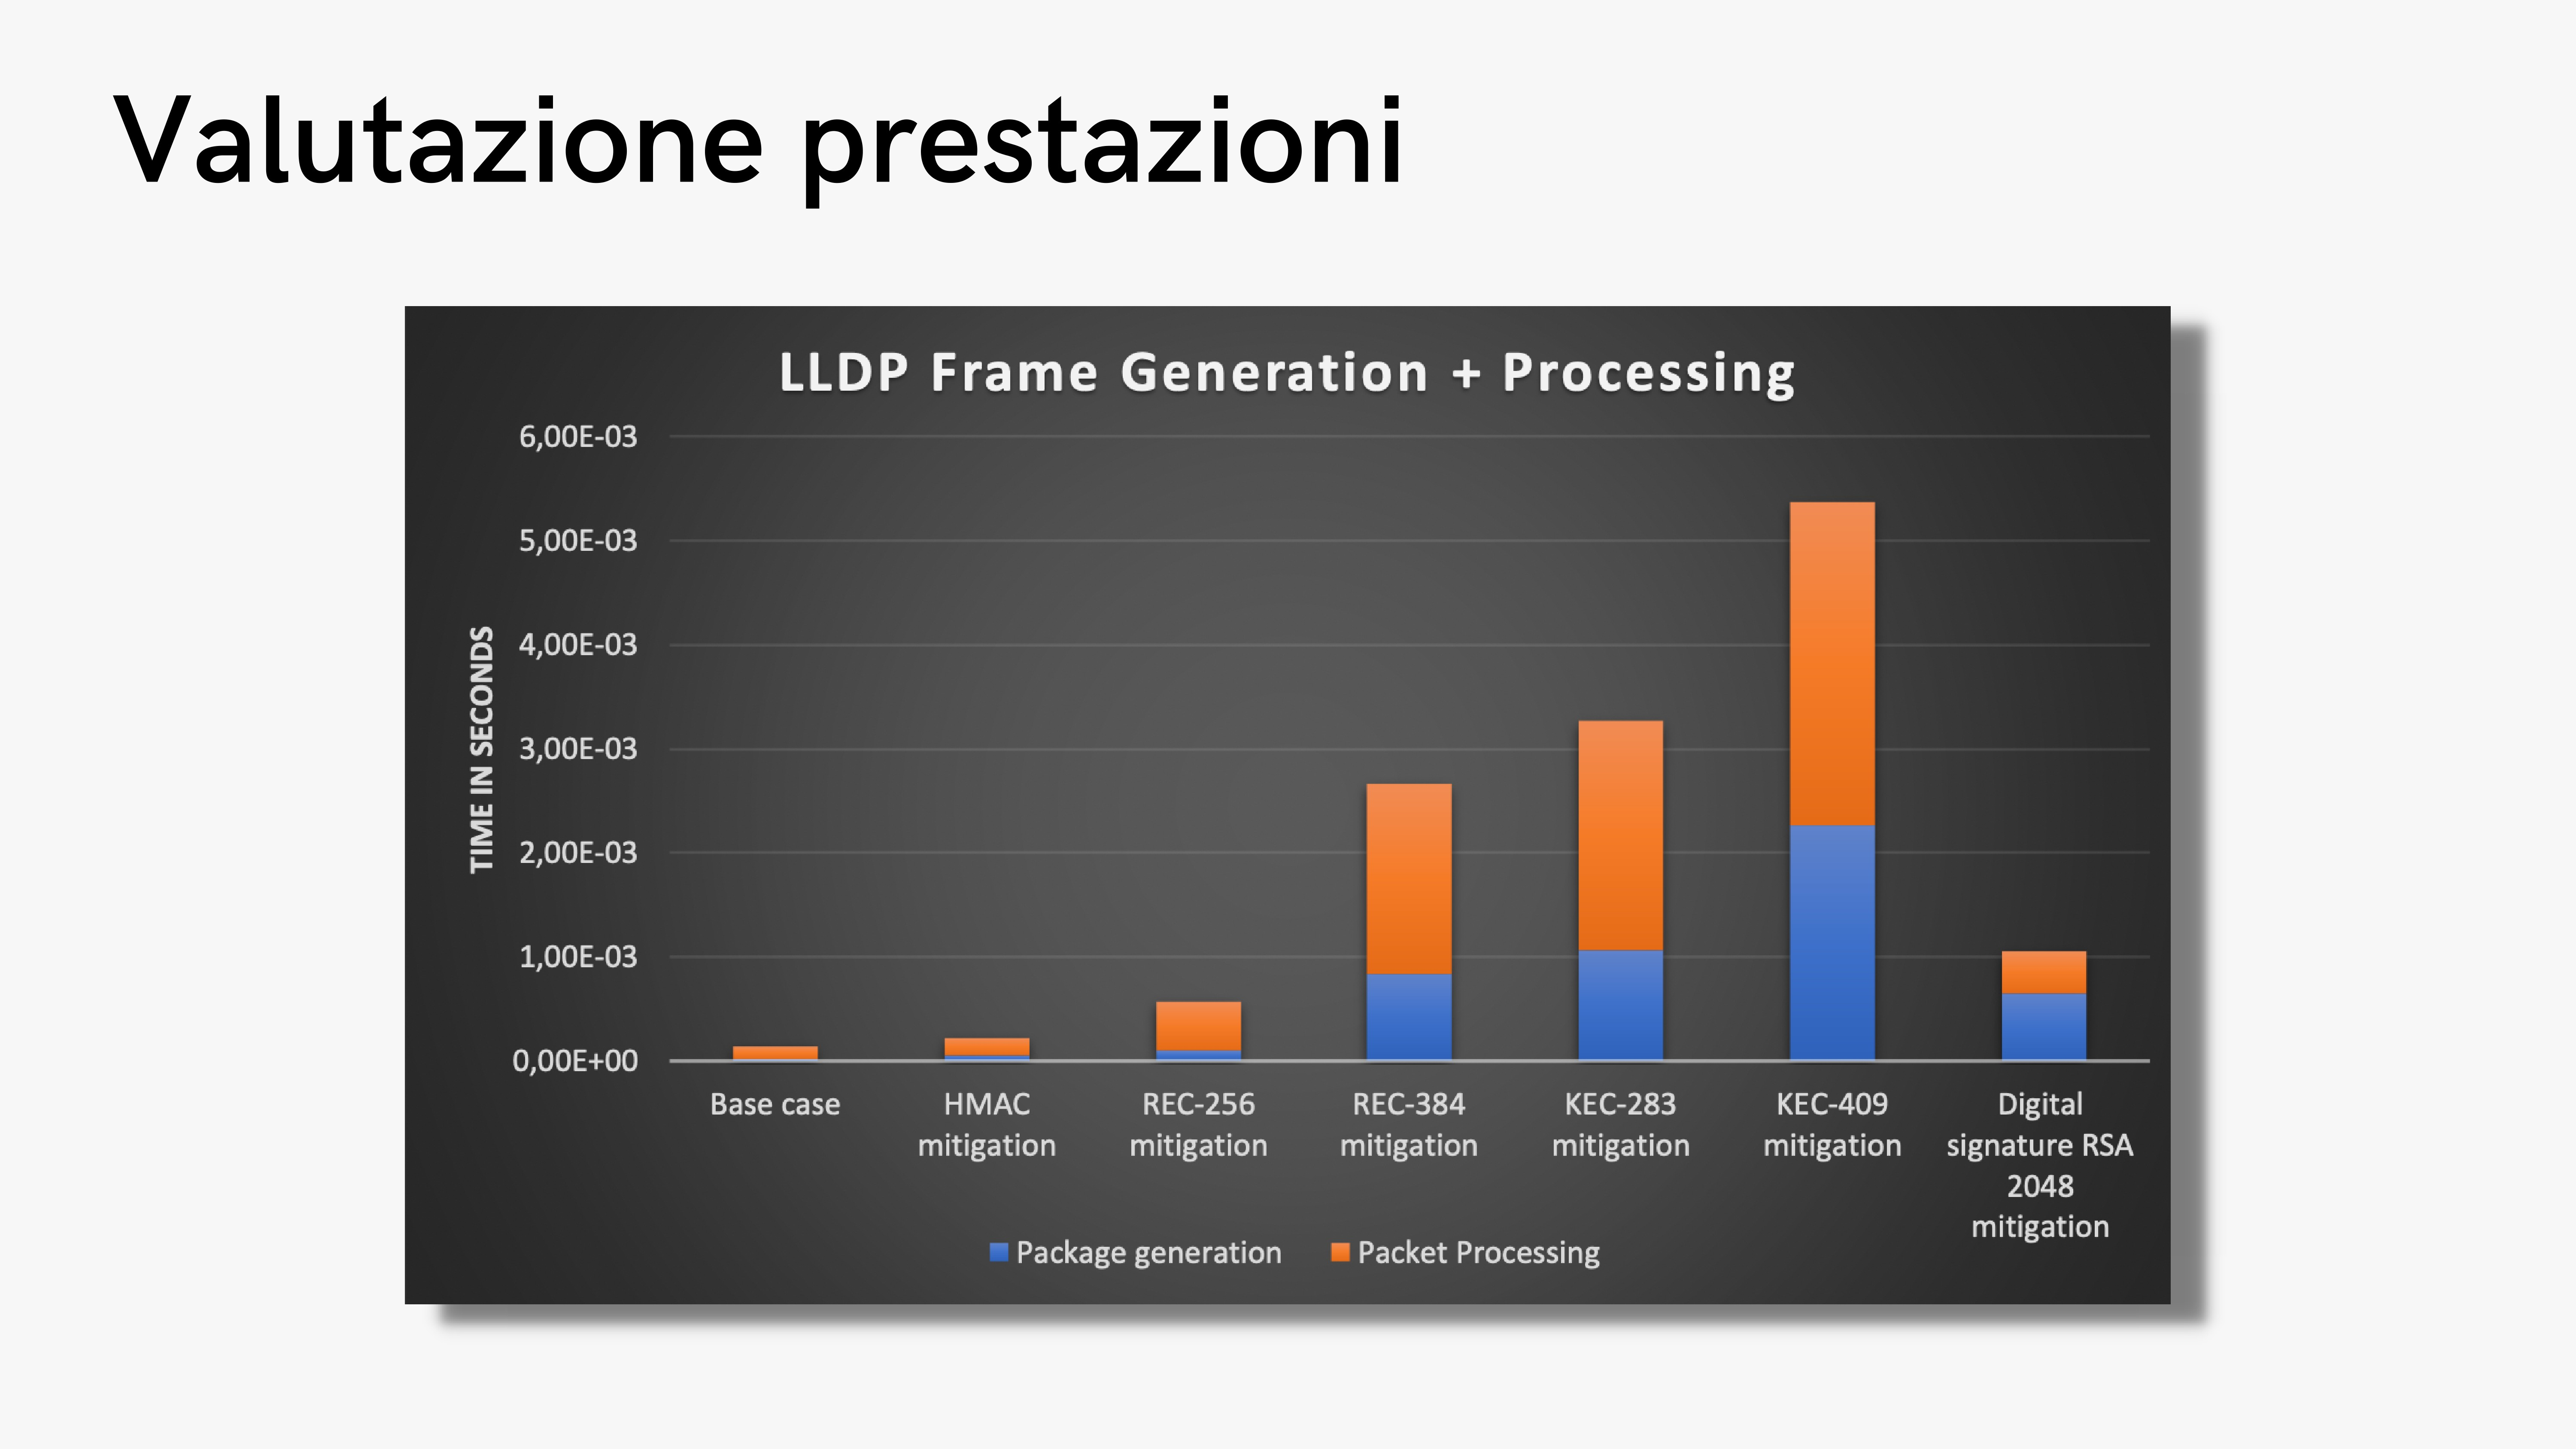 Valutazione prestazioni
LLDP Frame Generation + Processing
6,00E-03
5,00E-03
4,00E-03
3,00E-03
2,00E-03
1,00E-03
0,00E+00
TIME IN SECONDS
Base case
HMAC
mitigation
REC-256
mitigation
REC-384
mitigation
KEC-283
mitigation
KEC-409
mitigation
Digital
signature RSA
2048
mitigation
Package generation
Packet Processing